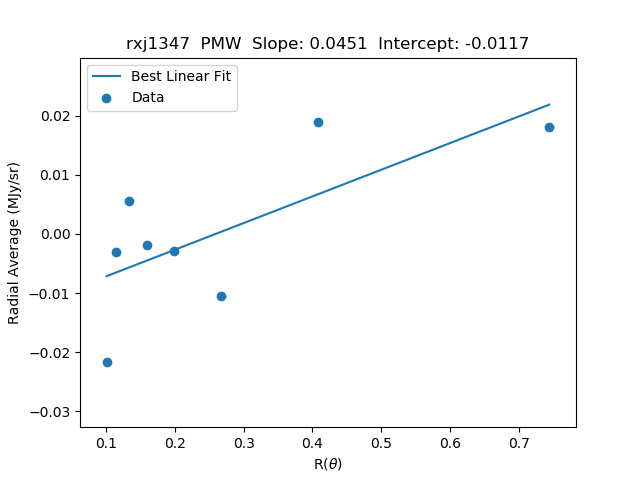 rxj1347  PMW  Slope: 0.0451  Intercept: -0.0117
Best Linear Fit
Data
0.02
0.01
0.00
−0.01
−0.02
−0.03
Radial Average (MJy/sr)
0.1 0.2 0.3 0.4 0.5 0.6 0.7
R(θ)